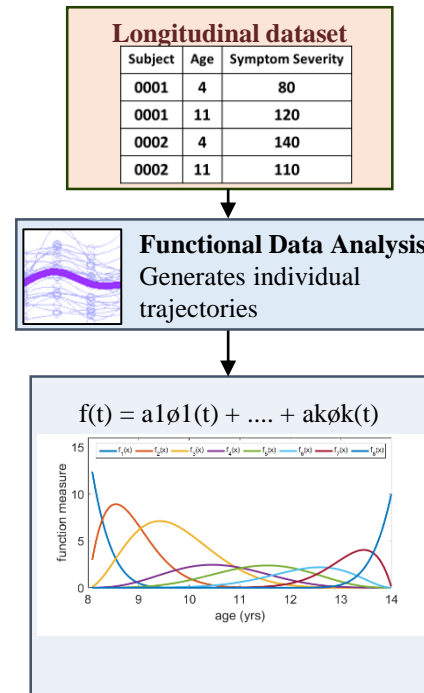 Longitudinal dataset
Subject Age Symptom Severity
0001 4 80
0001 11 120
0002 4 140
0002 11 110
Functional Data Analysis
Generates individual
trajectories
f(t) = a1ø1(t) + .... + akøk(t)
f₁(x) f₂(x) f₃(x) f₄(x) f₅(x) f₆(x) f₇(x) f₈(x)
function measure
15
10
5
0
8 9 10 11 12 13 14
age (yrs)